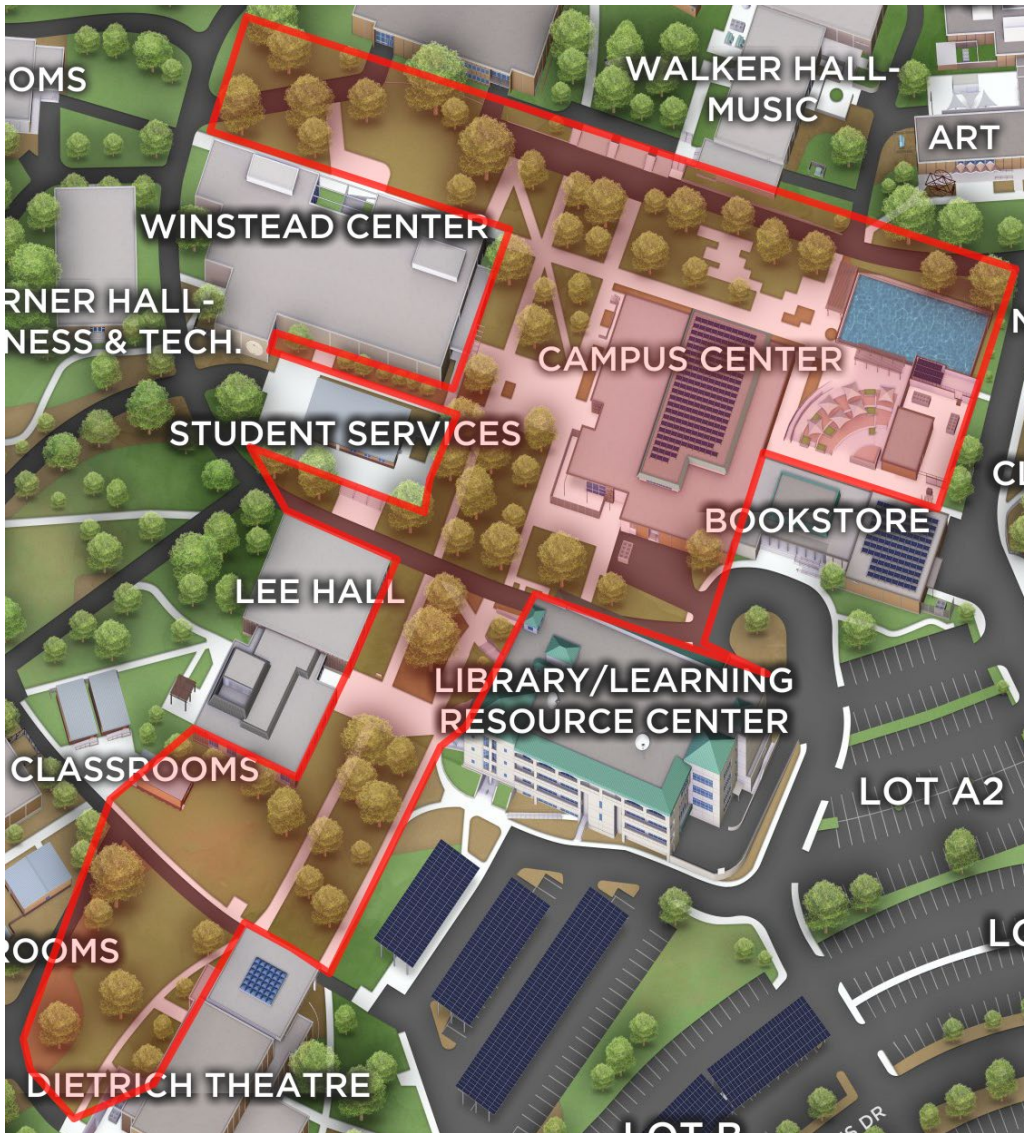 OMS
WALKER HALL-
MUSIC
ART
WINSTEAD CENTER
RNER HALL-
NESS & TECH.
CAMPUS CENTER
STUDENT SERVICES
BOOKSTORE
LEE HALL
LIBRARY/LEARNING
RESOURCE CENTER
CLASSROOMS
LOT A2
ROOMS
DIETRICH THEATRE
LOT B